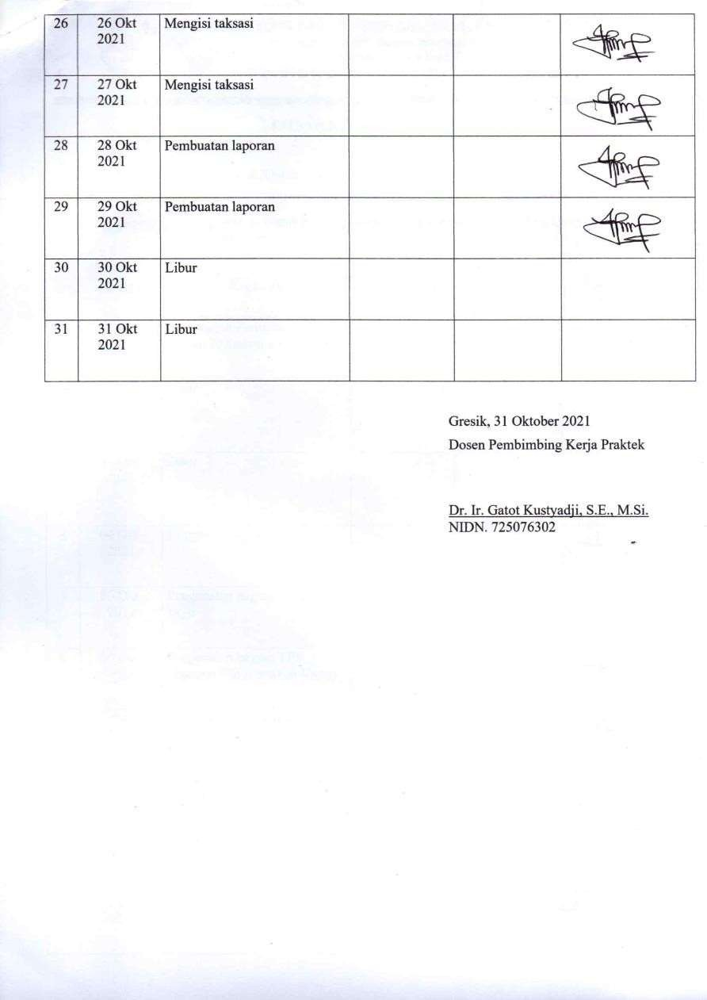 26 26 Okt Mengisi taksasi
2021
27 27 Okt Mengisi taksasi
2021
28 28 Okt Pembuatan laporan
2021
29 29 Okt Pembuatan laporan
2021
30 30 Okt Libur
2021
31 31 Okt Libur
2021
Gresik, 31 Oktober 2021
Dosen Pembimbing Kerja Praktek
Dr. Ir. Gatot Kustyadji, S.E., M.Si.
NIDN. 725076302